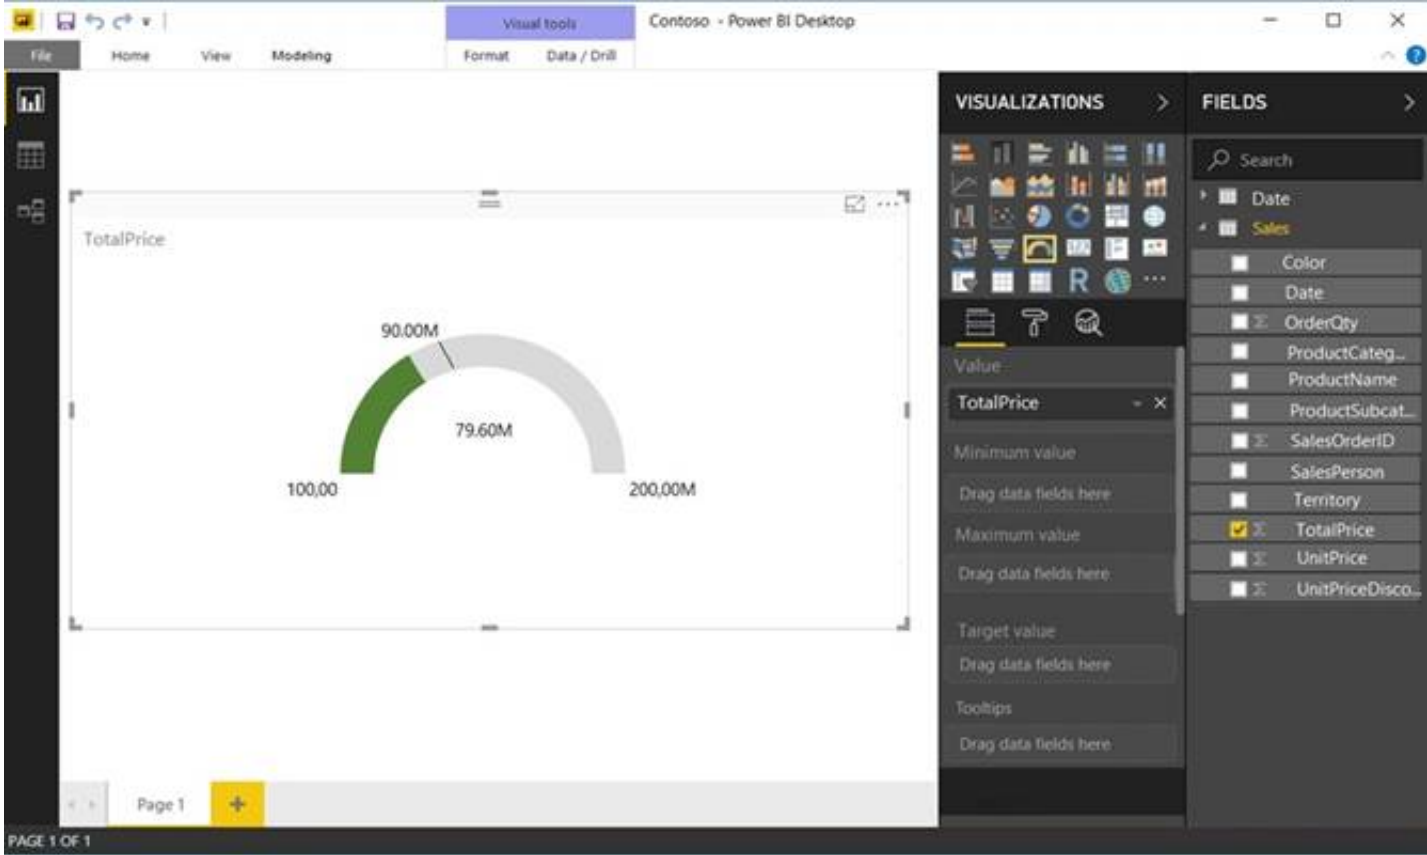 Visual tools
Contoso - Power BI Desktop
File
Home
View
Modeling
Format
Data / Drill
?
TotalPrice
90.00M
79.60M
100,00
200,00M
VISUALIZATIONS
R
Value
TotalPrice
Minimum value
Drag data fields here
Maximum value
Drag data fields here
Target value
Drag data fields here
Tooltips
Drag data fields here
FIELDS
Search
Date
Sales
Color
Date
Σ OrderQty
ProductCateg...
ProductName
ProductSubcat...
Σ SalesOrderID
SalesPerson
Territory
Σ TotalPrice
Σ UnitPrice
Σ UnitPriceDisco...
Page 1
PAGE 1 OF 1